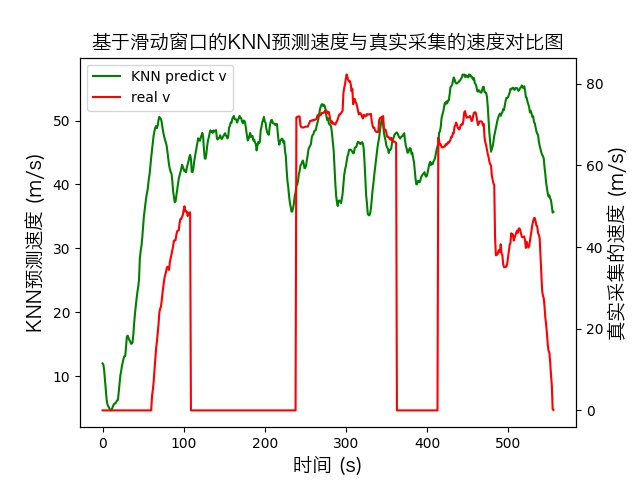 基于滑动窗口的KNN预测速度与真实采集的速度对比图
KNN predict v
real v
KNN预测速度 (m/s)
50
40
30
20
10
真实采集的速度 (m/s)
80
60
40
20
0
0 100 200 300 400 500
时间 (s)